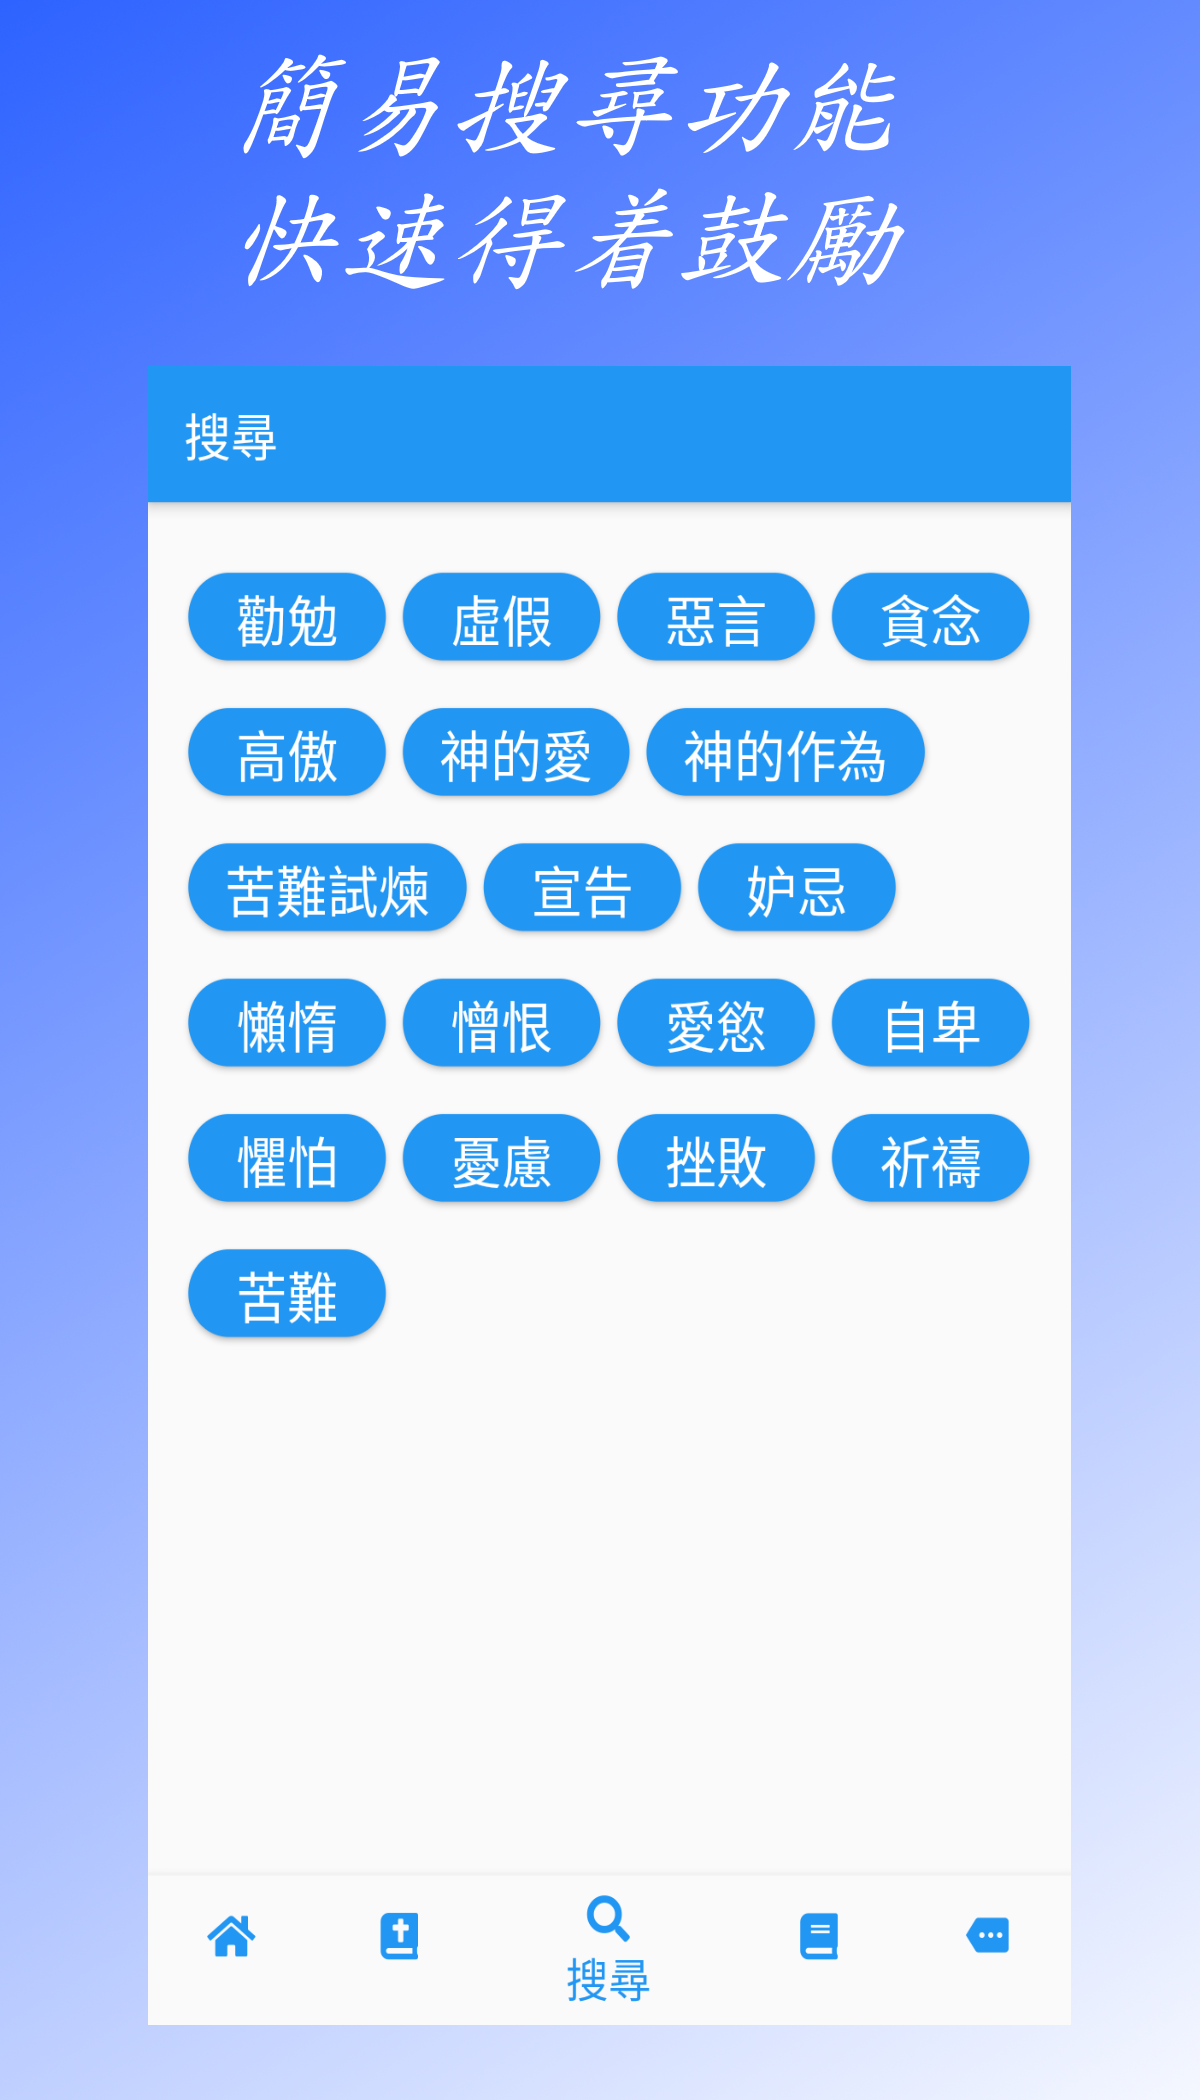 簡易搜尋功能
快速得着鼓勵
搜尋
勸勉 虛假 惡言 貪念
高傲 神的愛 神的作為
苦難試煉 宣告 妒忌
懶惰 憎恨 愛慾 自卑
懼怕 憂慮 挫敗 祈禱
苦難
搜尋